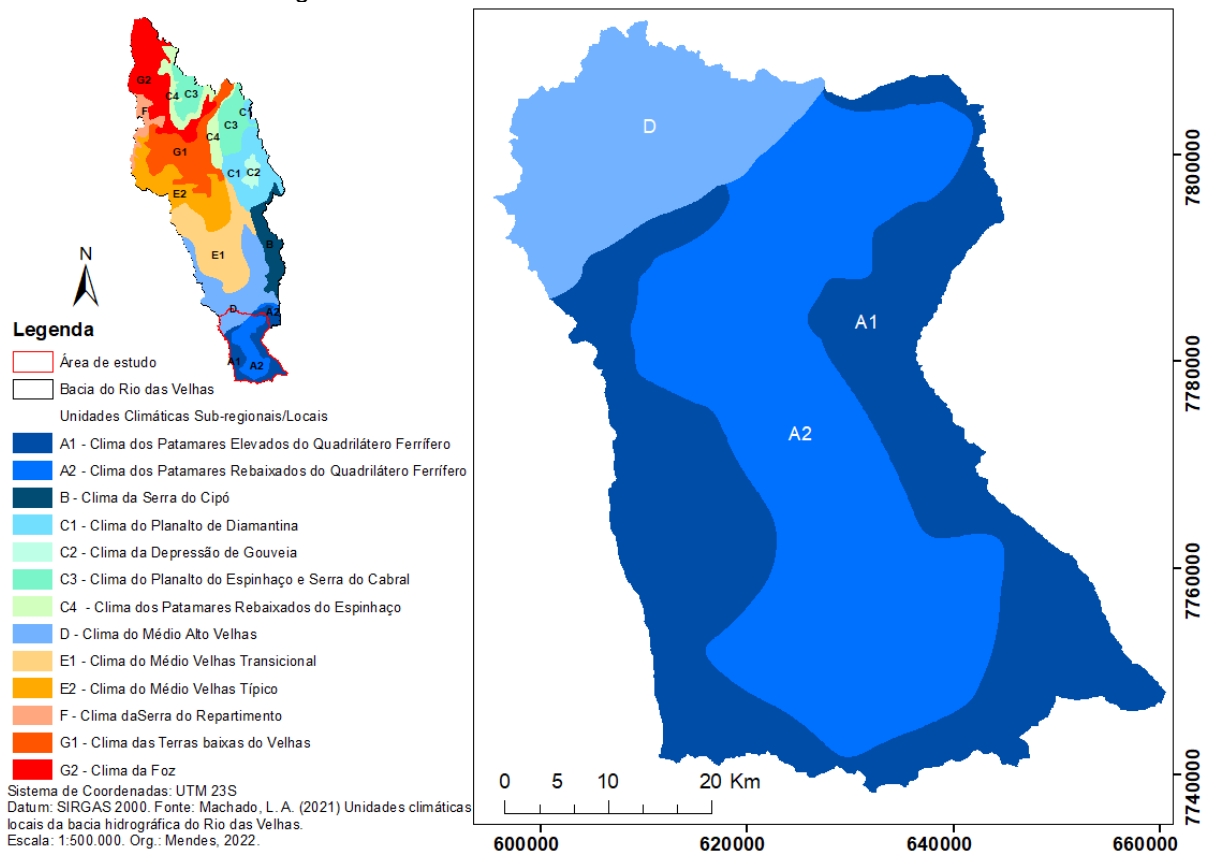 G2
C4
C3
C1
F
C3
C4
G1
C1
C2
E2
B
E1
D
A2
A1
A2
N
Legenda
Área de estudo
Bacia do Rio das Velhas
Unidades Climáticas Sub-regionais/Locais
A1 - Clima dos Patamares Elevados do Quadrilátero Ferrífero
A2 - Clima dos Patamares Rebaixados do Quadrilátero Ferrífero
B - Clima da Serra do Cipó
C1 - Clima do Planalto de Diamantina
C2 - Clima da Depressão de Gouveia
C3 - Clima do Planalto do Espinhaço e Serra do Cabral
C4 - Clima dos Patamares Rebaixados do Espinhaço
D - Clima do Médio Alto Velhas
E1 - Clima do Médio Velhas Transicional
E2 - Clima do Médio Velhas Típico
F - Clima daSerra do Repartimento
G1 - Clima das Terras baixas do Velhas
G2 - Clima da Foz
Sistema de Coordenadas: UTM 23S
Datum: SIRGAS 2000. Fonte: Machado, L. A. (2021) Unidades climáticas
locais da bacia hidrográfica do Rio das Velhas.
Escala: 1:500.000. Org.: Mendes, 2022.
D
A1
A2
0 5 10 20 Km
600000 620000 640000 660000
7800000
7780000
7760000
7740000